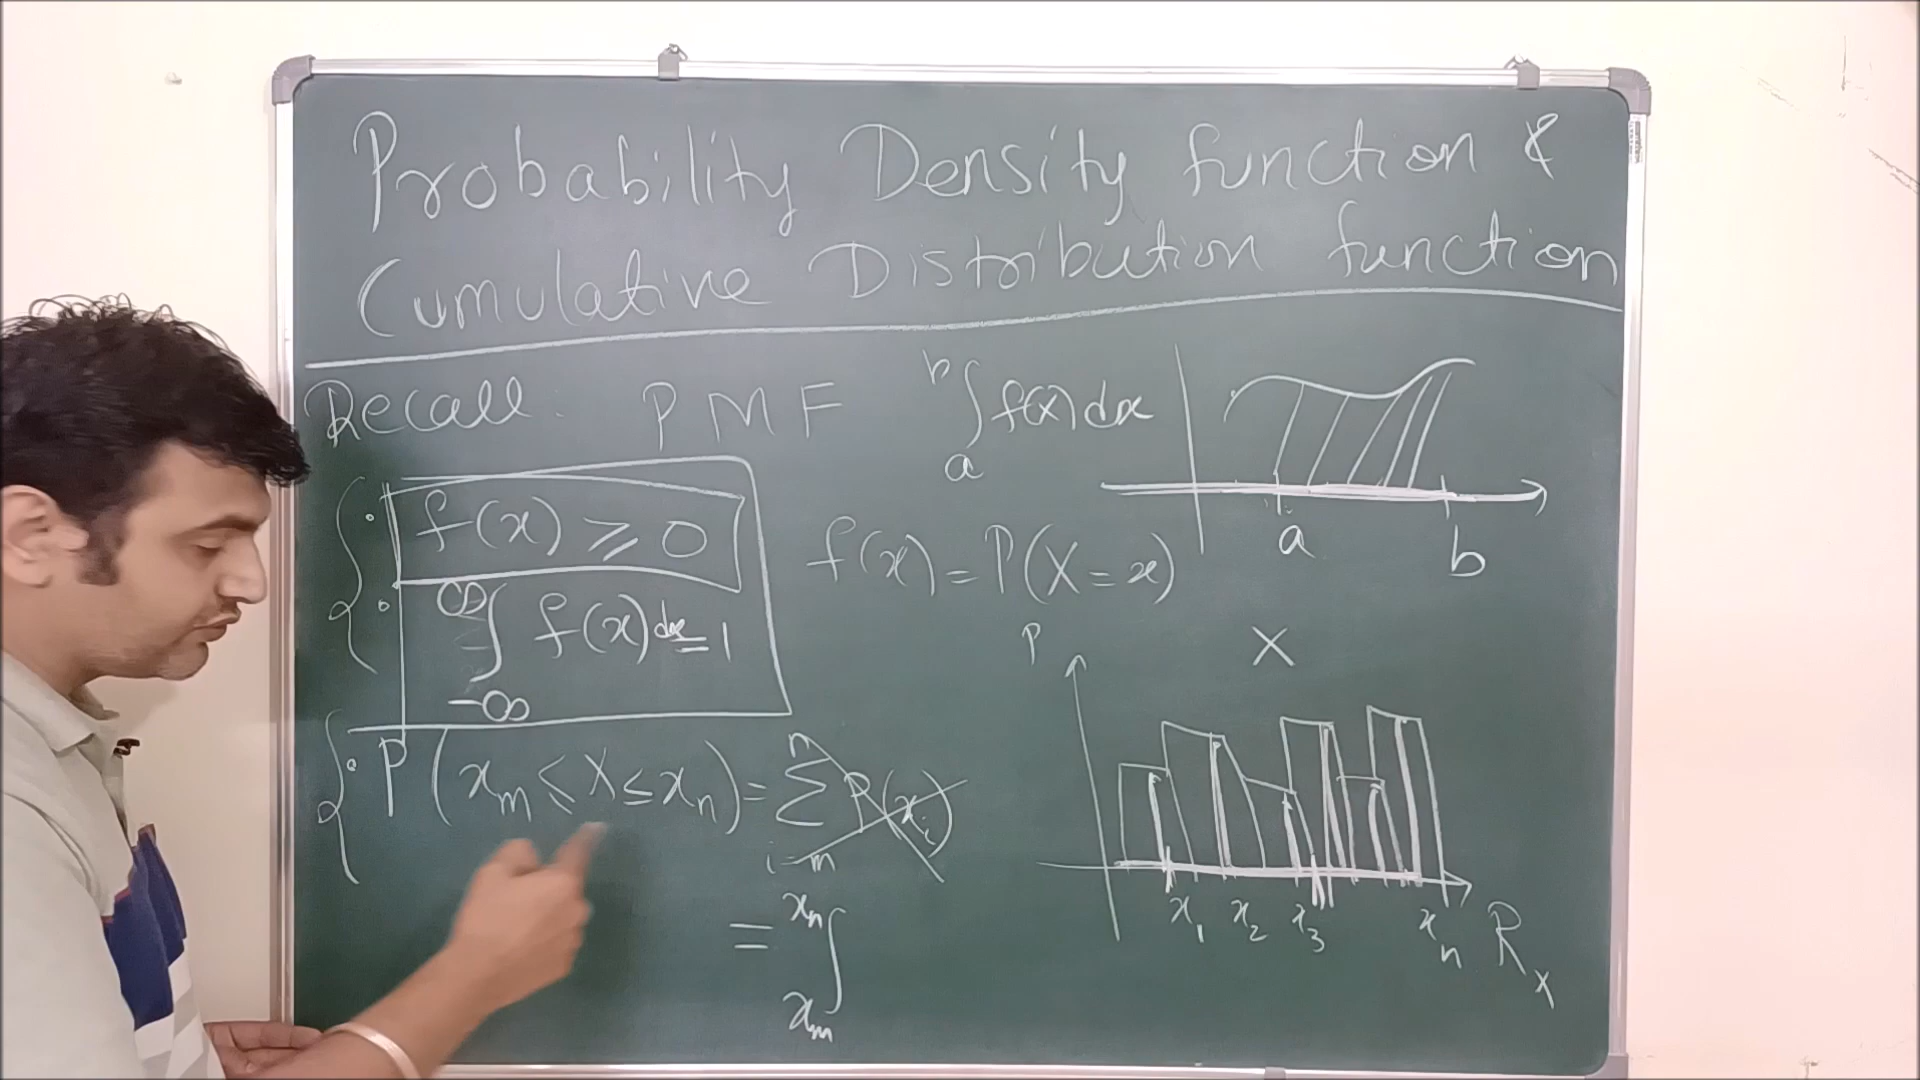 Probability Density function &
Cumulative Distribution function
Recall. PMF
b
∫ f(x) dx
a
a b
f(x) ≥ 0
f(x) = P(X = x)
∞
∫ f(x) dx = 1
-∞
P X
P(xₘ ≤ X ≤ xₙ) = Σ P(xᵢ)
n
i=m
x₁ x₂ x₃ xₙ Rₓ
= ∫
xₙ
xₘ